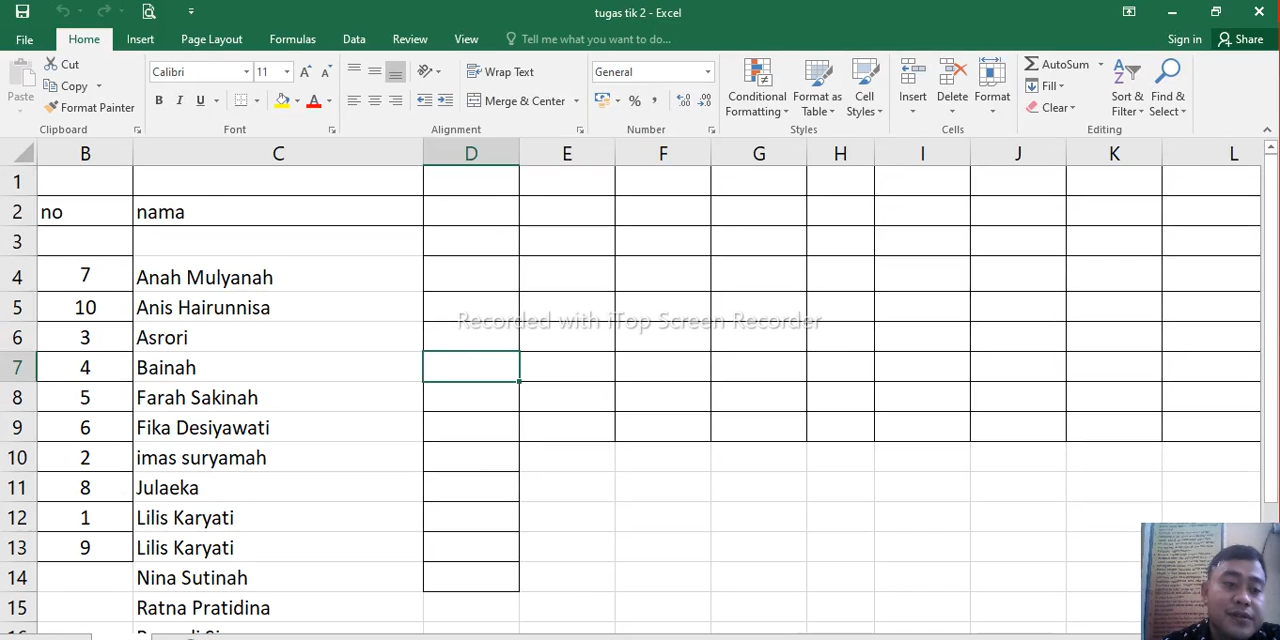 tugas tik 2 - Excel
File Home Insert Page Layout Formulas Data Review View Tell me what you want to do... Sign in Share
Cut
Copy
Format Painter
Paste
Clipboard
Calibri 11
B I U
Font
Wrap Text
Merge & Center
Alignment
General
Number
Conditional Formatting
Format as Table
Cell Styles
Styles
Insert Delete Format
Cells
AutoSum
Fill
Clear
Sort & Filter
Find & Select
Editing
B C D E F G H I J K L
1
2 no nama
3
4 7 Anah Mulyanah
5 10 Anis Hairunnisa
Recorded with iTop Screen Recorder
6 3 Asrori
7 4 Bainah
8 5 Farah Sakinah
9 6 Fika Desiyawati
10 2 imas suryamah
11 8 Julaeka
12 1 Lilis Karyati
13 9 Lilis Karyati
14 Nina Sutinah
15 Ratna Pratidina